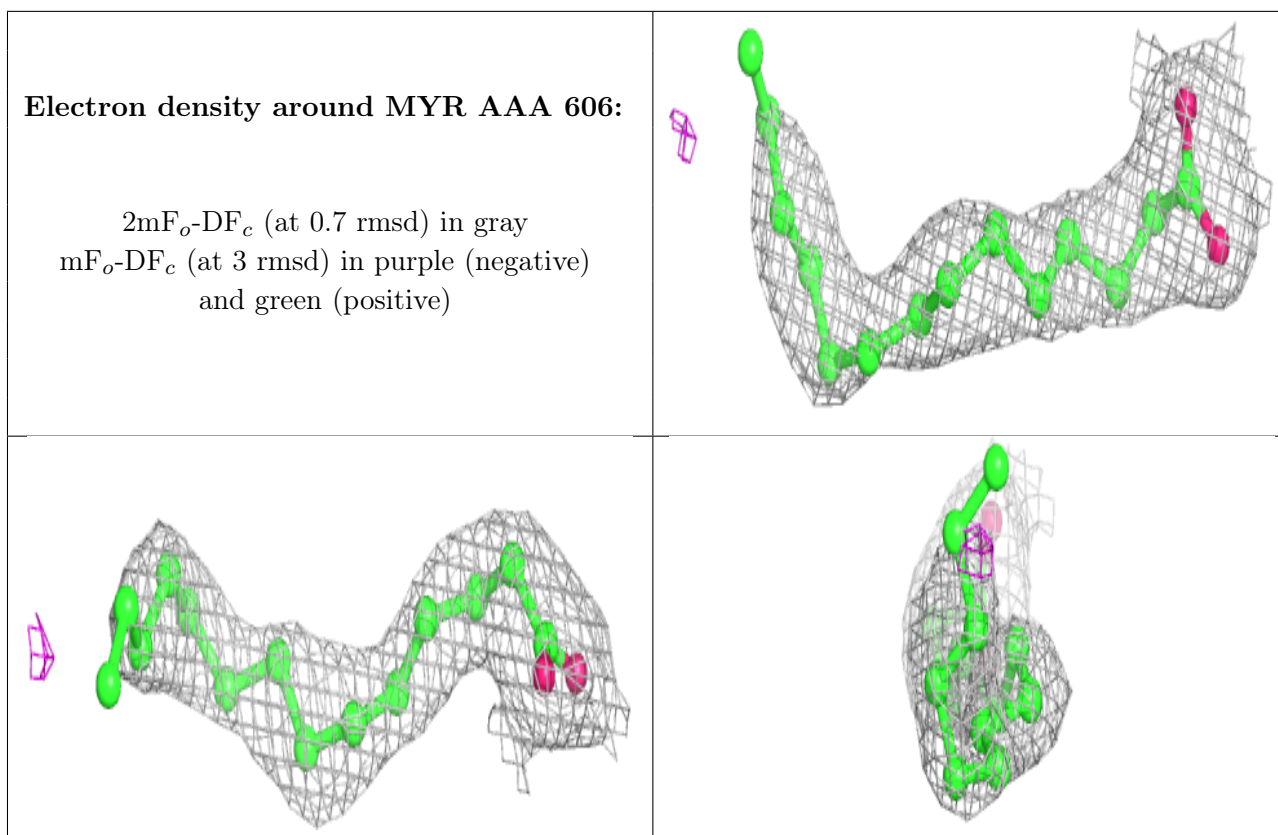 Electron density around MYR AAA 606:
2mFₒ-DF𝒸 (at 0.7 rmsd) in gray
mFₒ-DF𝒸 (at 3 rmsd) in purple (negative)
and green (positive)